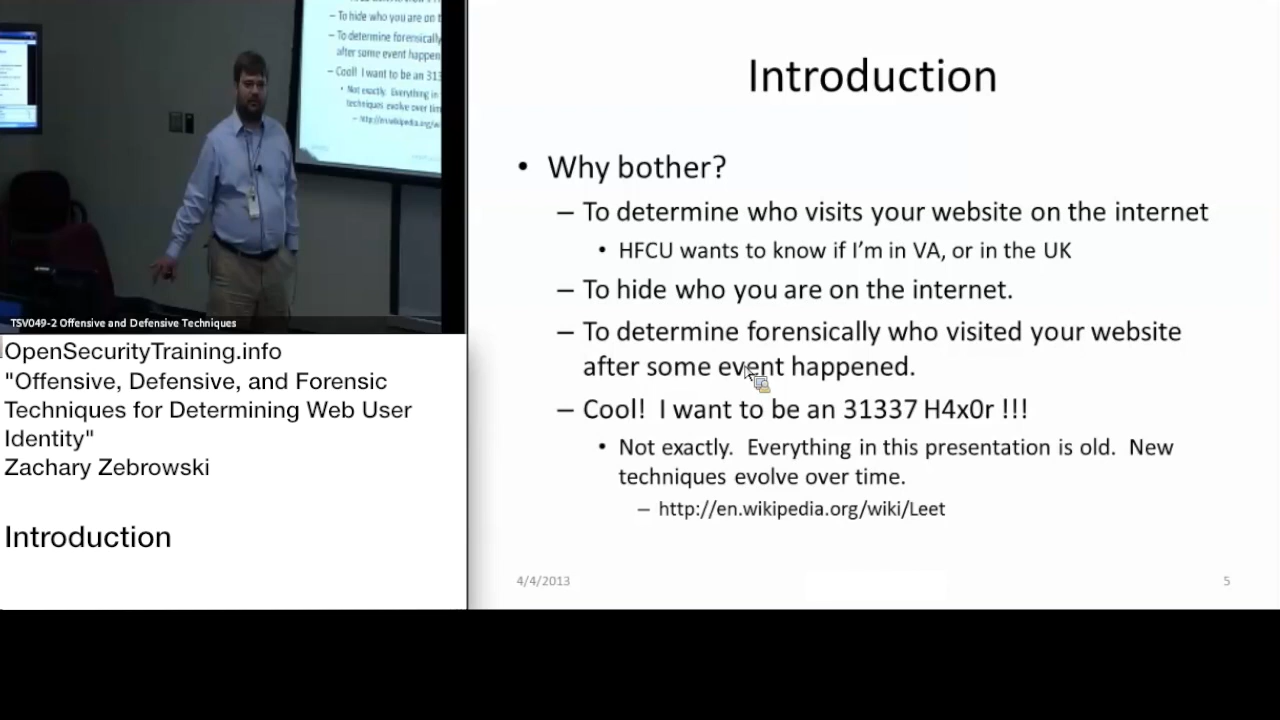 – To hide who you are on t
– To determine forensically
after some event happen
– Cool! I want to be an 313
• Not exactly. Everything in
techniques evolve over tim
– http://en.wikipedia.org/w
TSV049-2 Offensive and Defensive Techniques
OpenSecurityTraining.info
"Offensive, Defensive, and Forensic
Techniques for Determining Web User
Identity"
Zachary Zebrowski
Introduction
Introduction
• Why bother?
– To determine who visits your website on the internet
• HFCU wants to know if I'm in VA, or in the UK
– To hide who you are on the internet.
– To determine forensically who visited your website
after some event happened.
– Cool! I want to be an 31337 H4x0r !!!
• Not exactly. Everything in this presentation is old. New
techniques evolve over time.
– http://en.wikipedia.org/wiki/Leet
4/4/2013
5